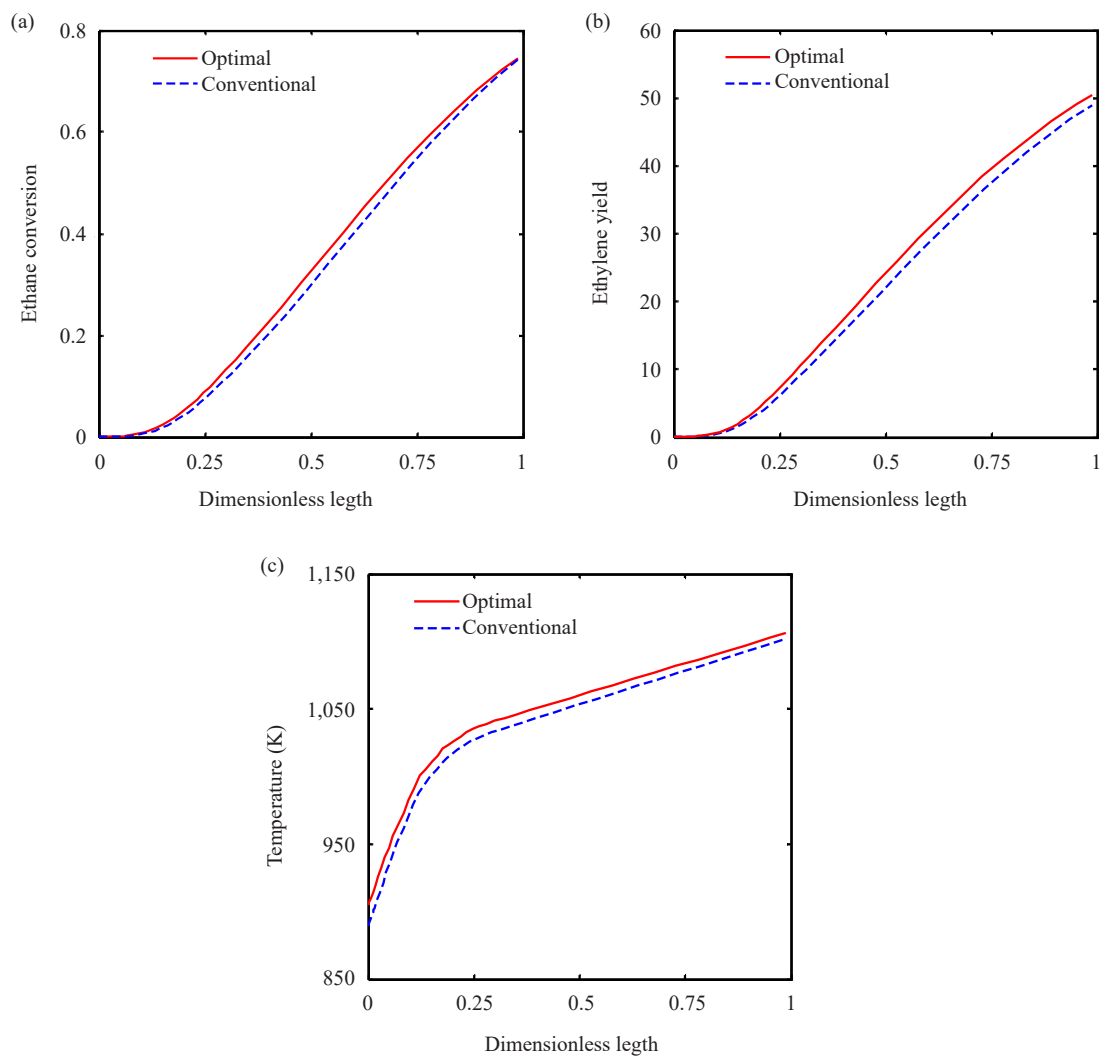 (a)
0.8
0.6
0.4
0.2
0
Ethane conversion
Optimal
Conventional
0 0.25 0.5 0.75 1
Dimensionless legth
(b)
60
50
40
30
20
10
0
Ethylene yield
Optimal
Conventional
0 0.25 0.5 0.75 1
Dimensionless legth
(c)
1,150
1,050
950
850
Temperature (K)
Optimal
Conventional
0 0.25 0.5 0.75 1
Dimensionless legth